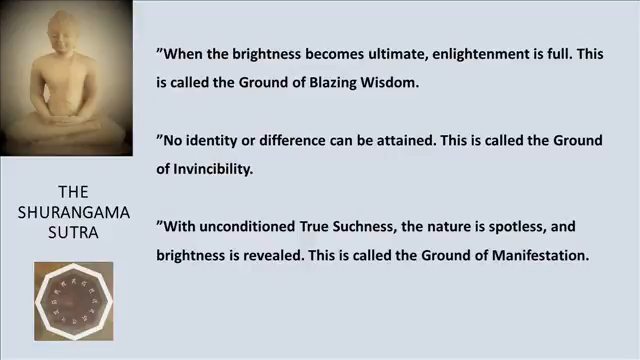 ”When the brightness becomes ultimate, enlightenment is full. This
is called the Ground of Blazing Wisdom.
”No identity or difference can be attained. This is called the Ground
of Invincibility.
”With unconditioned True Suchness, the nature is spotless, and
brightness is revealed. This is called the Ground of Manifestation.
THE
SHURANGAMA
SUTRA